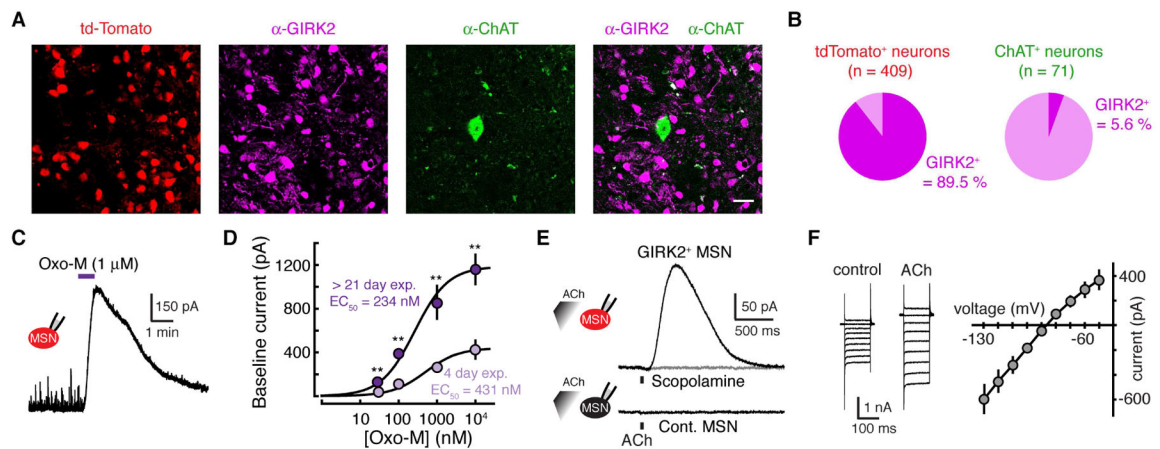 A
td-Tomato
α-GIRK2
α-ChAT
α-GIRK2 α-ChAT
B
tdTomato⁺ neurons
(n = 409)
GIRK2⁺
= 89.5 %
ChAT⁺ neurons
(n = 71)
GIRK2⁺
= 5.6 %
C
Oxo-M (1 μM)
150 pA
1 min
MSN
D
Baseline current (pA)
1200
800
400
> 21 day exp.
EC₅₀ = 234 nM
4 day exp.
EC₅₀ = 431 nM
**
**
**
**
10
100
1000
10⁴
[Oxo-M] (nM)
E
GIRK2⁺ MSN
ACh
MSN
50 pA
500 ms
Scopolamine
ACh
MSN
Cont. MSN
ACh
F
control
ACh
1 nA
100 ms
voltage (mV)
-130
-60
400
-600
current (pA)